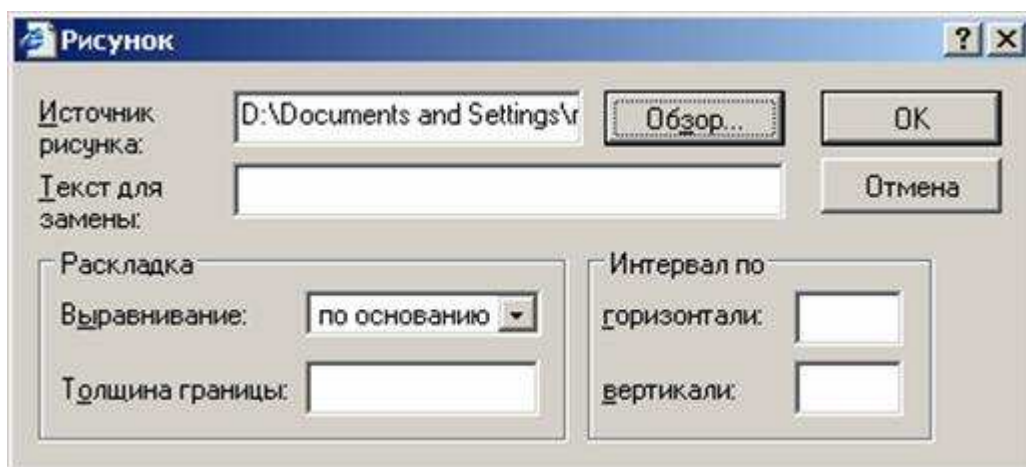 Рисунок
Источник рисунка:
D:\Documents and Settings\r
Обзор...
OK
Текст для замены:
Отмена
Раскладка
Выравнивание:
по основанию
Толщина границы:
Интервал по
горизонтали:
вертикали: